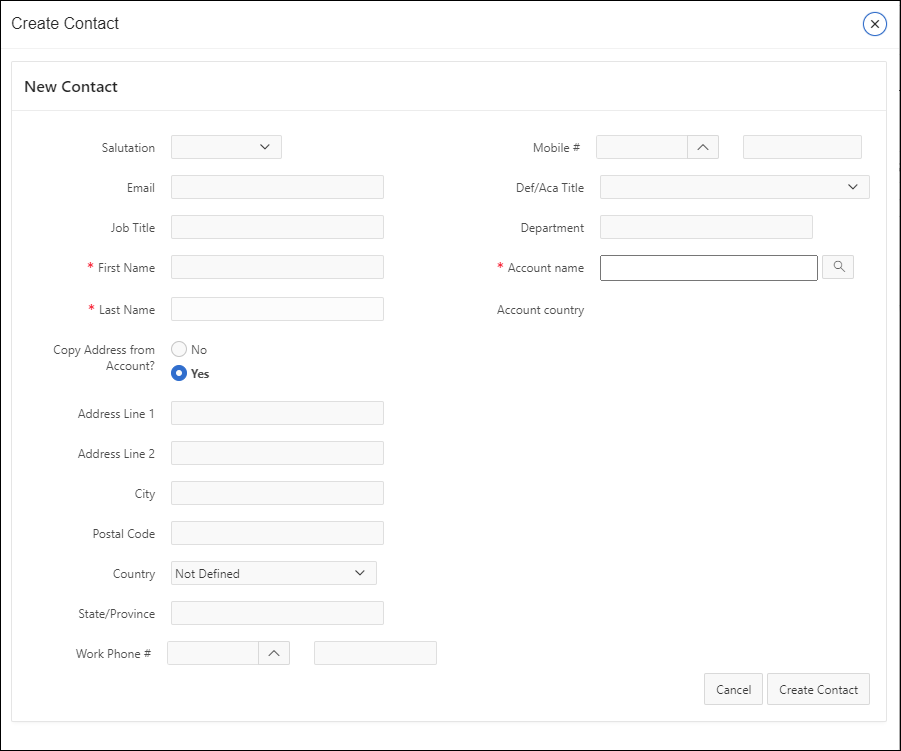 Create Contact
New Contact
Salutation
Mobile #
Email
Def/Aca Title
Job Title
Department
* First Name
* Account name
* Last Name
Account country
Copy Address from
Account?
No
Yes
Address Line 1
Address Line 2
City
Postal Code
Country
Not Defined
State/Province
Work Phone #
Cancel
Create Contact